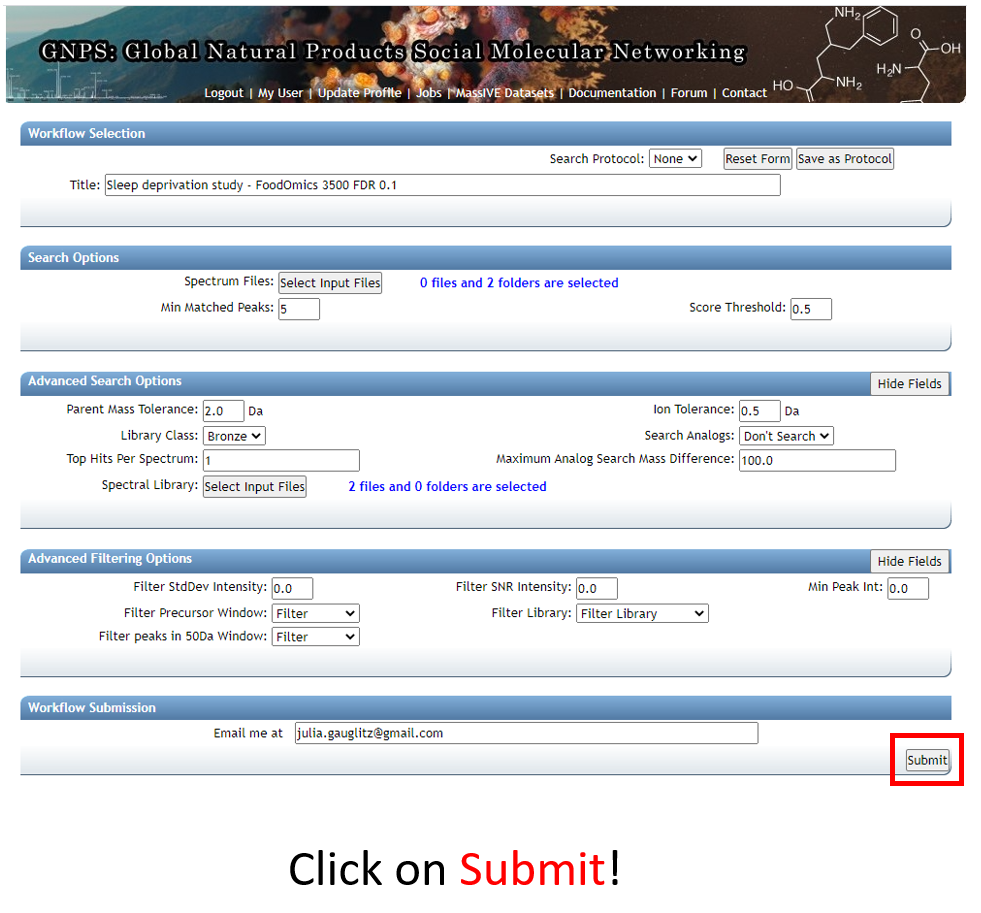 GNPS: Global Natural Products Social Molecular Networking
NH2
O
OH
H2N
HO
NH2
Logout | My User | Update Profile | Jobs | MassIVE Datasets | Documentation | Forum | Contact
Workflow Selection
Search Protocol: None Reset Form Save as Protocol
Title: Sleep deprivation study - FoodOmics 3500 FDR 0.1
Search Options
Spectrum Files: Select Input Files 0 files and 2 folders are selected
Min Matched Peaks: 5 Score Threshold: 0.5
Advanced Search Options Hide Fields
Parent Mass Tolerance: 2.0 Da Ion Tolerance: 0.5 Da
Library Class: Bronze Search Analogs: Don't Search
Top Hits Per Spectrum: 1 Maximum Analog Search Mass Difference: 100.0
Spectral Library: Select Input Files 2 files and 0 folders are selected
Advanced Filtering Options Hide Fields
Filter StdDev Intensity: 0.0 Filter SNR Intensity: 0.0 Min Peak Int: 0.0
Filter Precursor Window: Filter Filter Library: Filter Library
Filter peaks in 50Da Window: Filter
Workflow Submission
Email me at julia.gauglitz@gmail.com
Submit
Click on Submit!